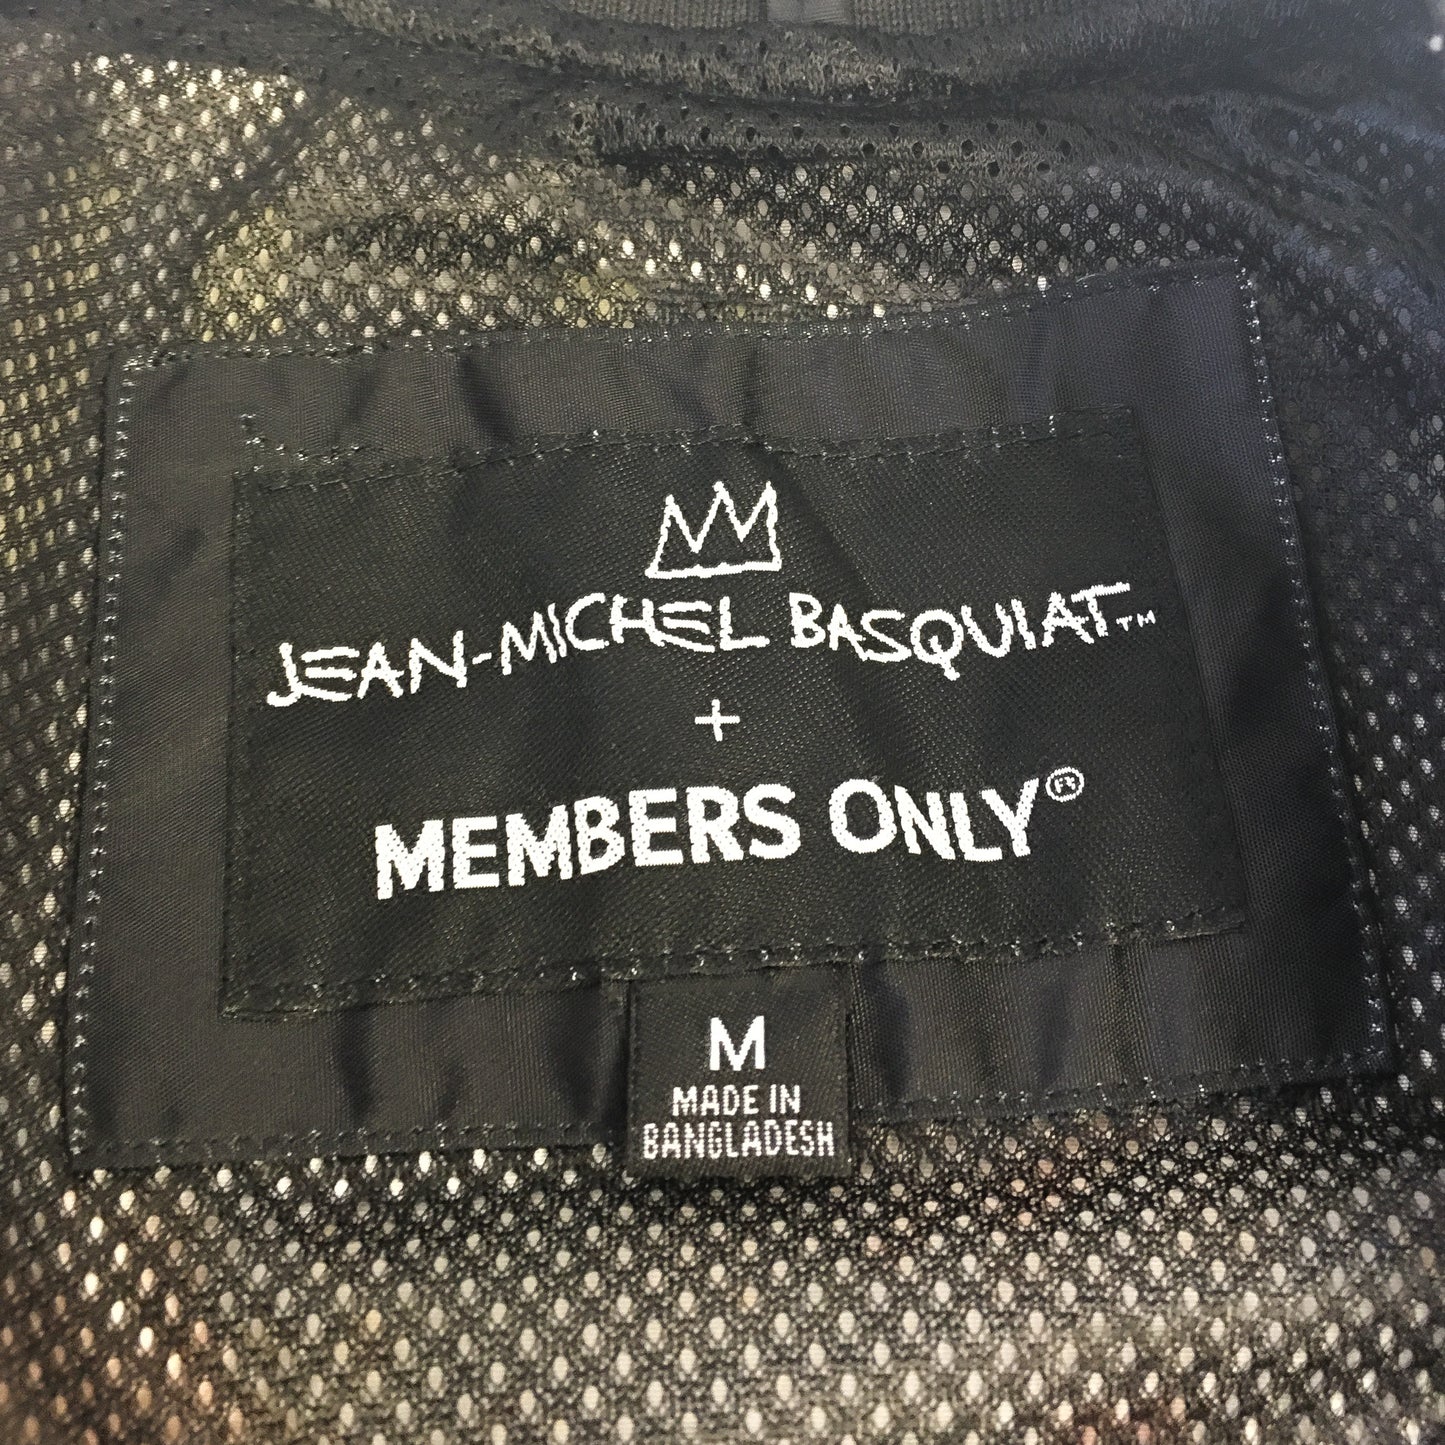 JEAN-MICHEL BASQUIAT™
+
MEMBERS ONLY®
M
MADE IN
BANGLADESH